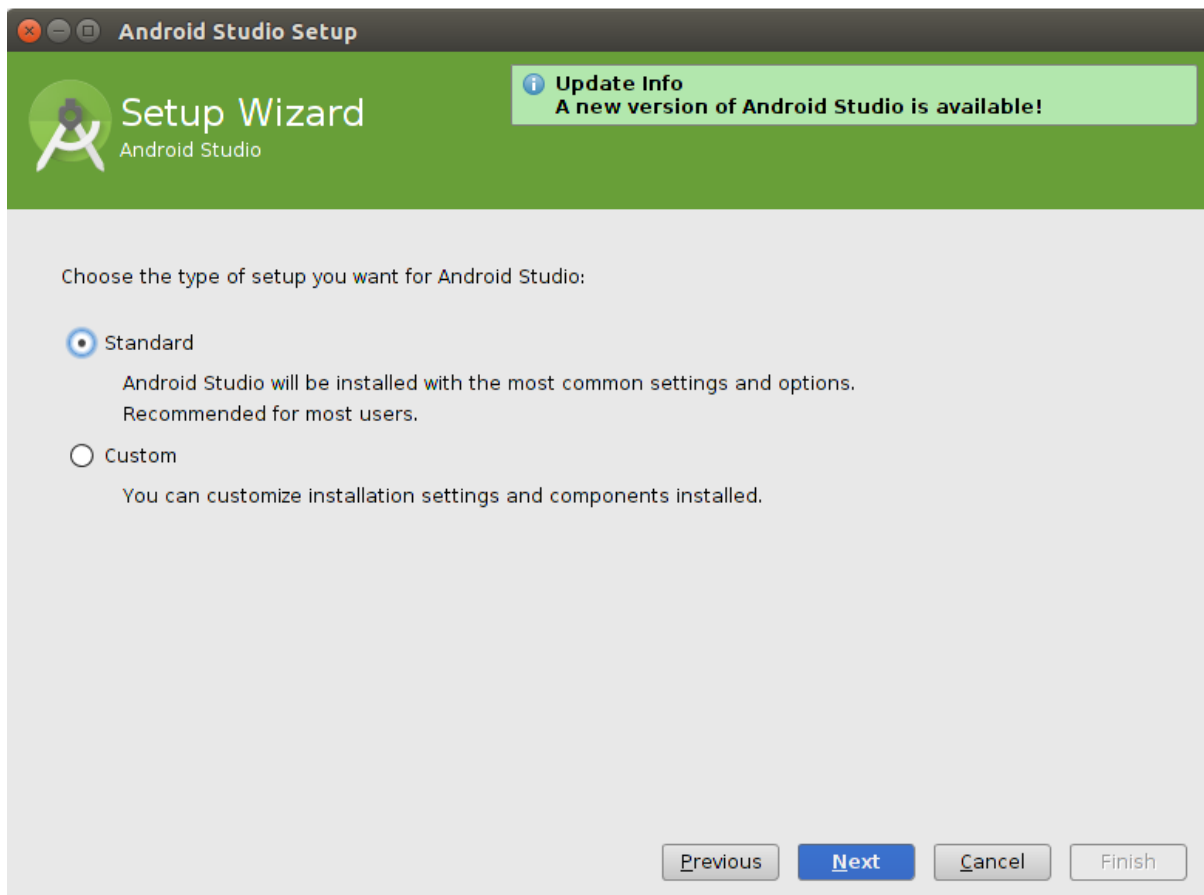 Android Studio Setup
Setup Wizard
Android Studio
Update Info
A new version of Android Studio is available!
Choose the type of setup you want for Android Studio:
Standard
Android Studio will be installed with the most common settings and options.
Recommended for most users.
Custom
You can customize installation settings and components installed.
Previous Next Cancel Finish